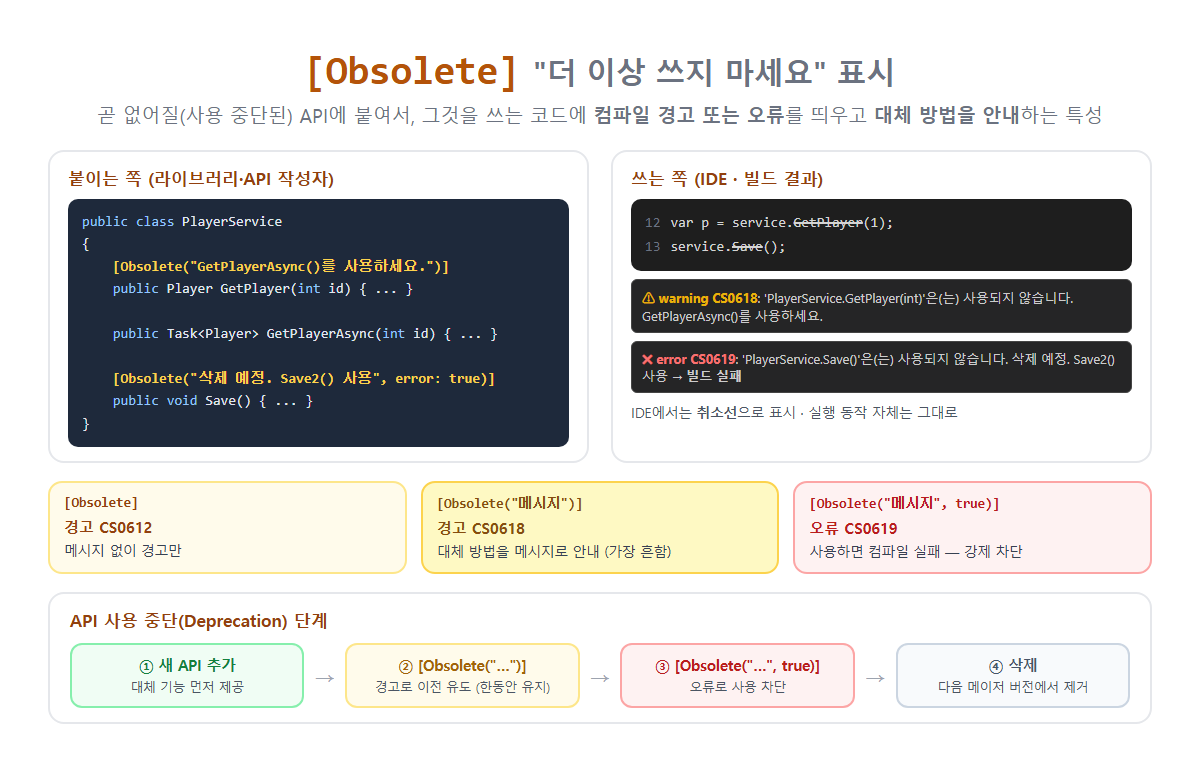 [Obsolete] "더 이상 쓰지 마세요" 표시
곧 없어질(사용 중단된) API에 붙여서, 그것을 쓰는 코드에 컴파일 경고 또는 오류를 띄우고 대체 방법을 안내하는 특성
붙이는 쪽 (라이브러리·API 작성자)
public class PlayerService
{
    [Obsolete("GetPlayerAsync()를 사용하세요.")]
    public Player GetPlayer(int id) { ... }
    public Task<Player> GetPlayerAsync(int id) { ... }
    [Obsolete("삭제 예정. Save2() 사용", error: true)]
    public void Save() { ... }
}
쓰는 쪽 (IDE · 빌드 결과)
12 var p = service.GetPlayer(1);
13 service.Save();
⚠ warning CS0618: 'PlayerService.GetPlayer(int)'은(는) 사용되지 않습니다.
GetPlayerAsync()를 사용하세요.
❌ error CS0619: 'PlayerService.Save()'은(는) 사용되지 않습니다. 삭제 예정. Save2()
사용 → 빌드 실패
IDE에서는 취소선으로 표시 · 실행 동작 자체는 그대로
[Obsolete]
경고 CS0612
메시지 없이 경고만
[Obsolete("메시지")]
경고 CS0618
대체 방법을 메시지로 안내 (가장 흔함)
[Obsolete("메시지", true)]
오류 CS0619
사용하면 컴파일 실패 — 강제 차단
API 사용 중단(Deprecation) 단계
① 새 API 추가
대체 기능 먼저 제공
→
② [Obsolete("...")]
경고로 이전 유도 (한동안 유지)
→
③ [Obsolete("...", true)]
오류로 사용 차단
→
④ 삭제
다음 메이저 버전에서 제거